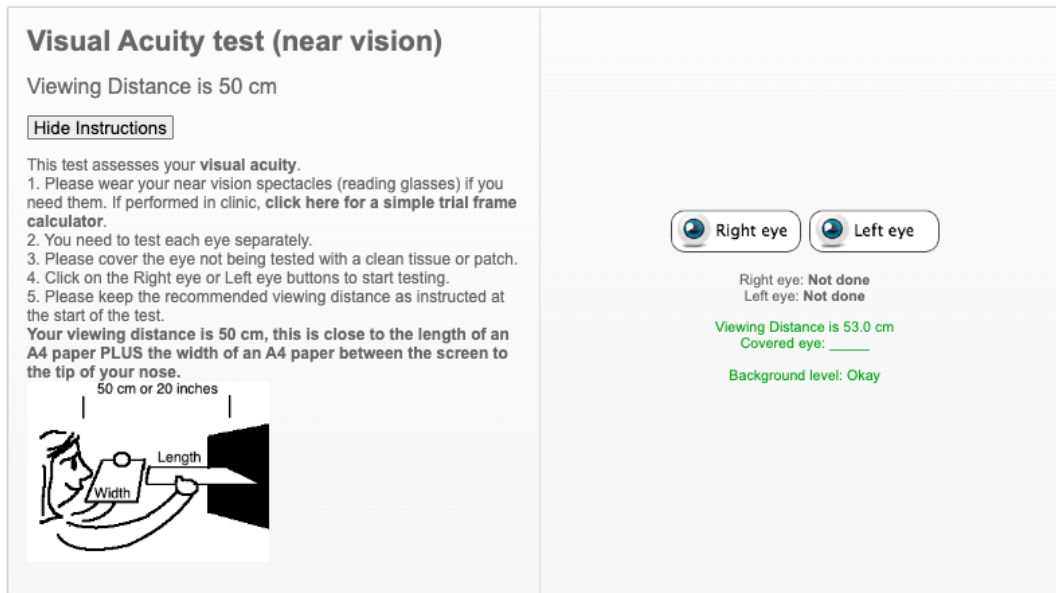 Visual Acuity test (near vision)
Viewing Distance is 50 cm
Hide Instructions
This test assesses your visual acuity.
1. Please wear your near vision spectacles (reading glasses) if you
need them. If performed in clinic, click here for a simple trial frame
calculator.
2. You need to test each eye separately.
3. Please cover the eye not being tested with a clean tissue or patch.
4. Click on the Right eye or Left eye buttons to start testing.
5. Please keep the recommended viewing distance as instructed at
the start of the test.
Your viewing distance is 50 cm, this is close to the length of an
A4 paper PLUS the width of an A4 paper between the screen to
the tip of your nose.
50 cm or 20 inches
Length
Width
Right eye
Left eye
Right eye: Not done
Left eye: Not done
Viewing Distance is 53.0 cm
Covered eye: _____
Background level: Okay